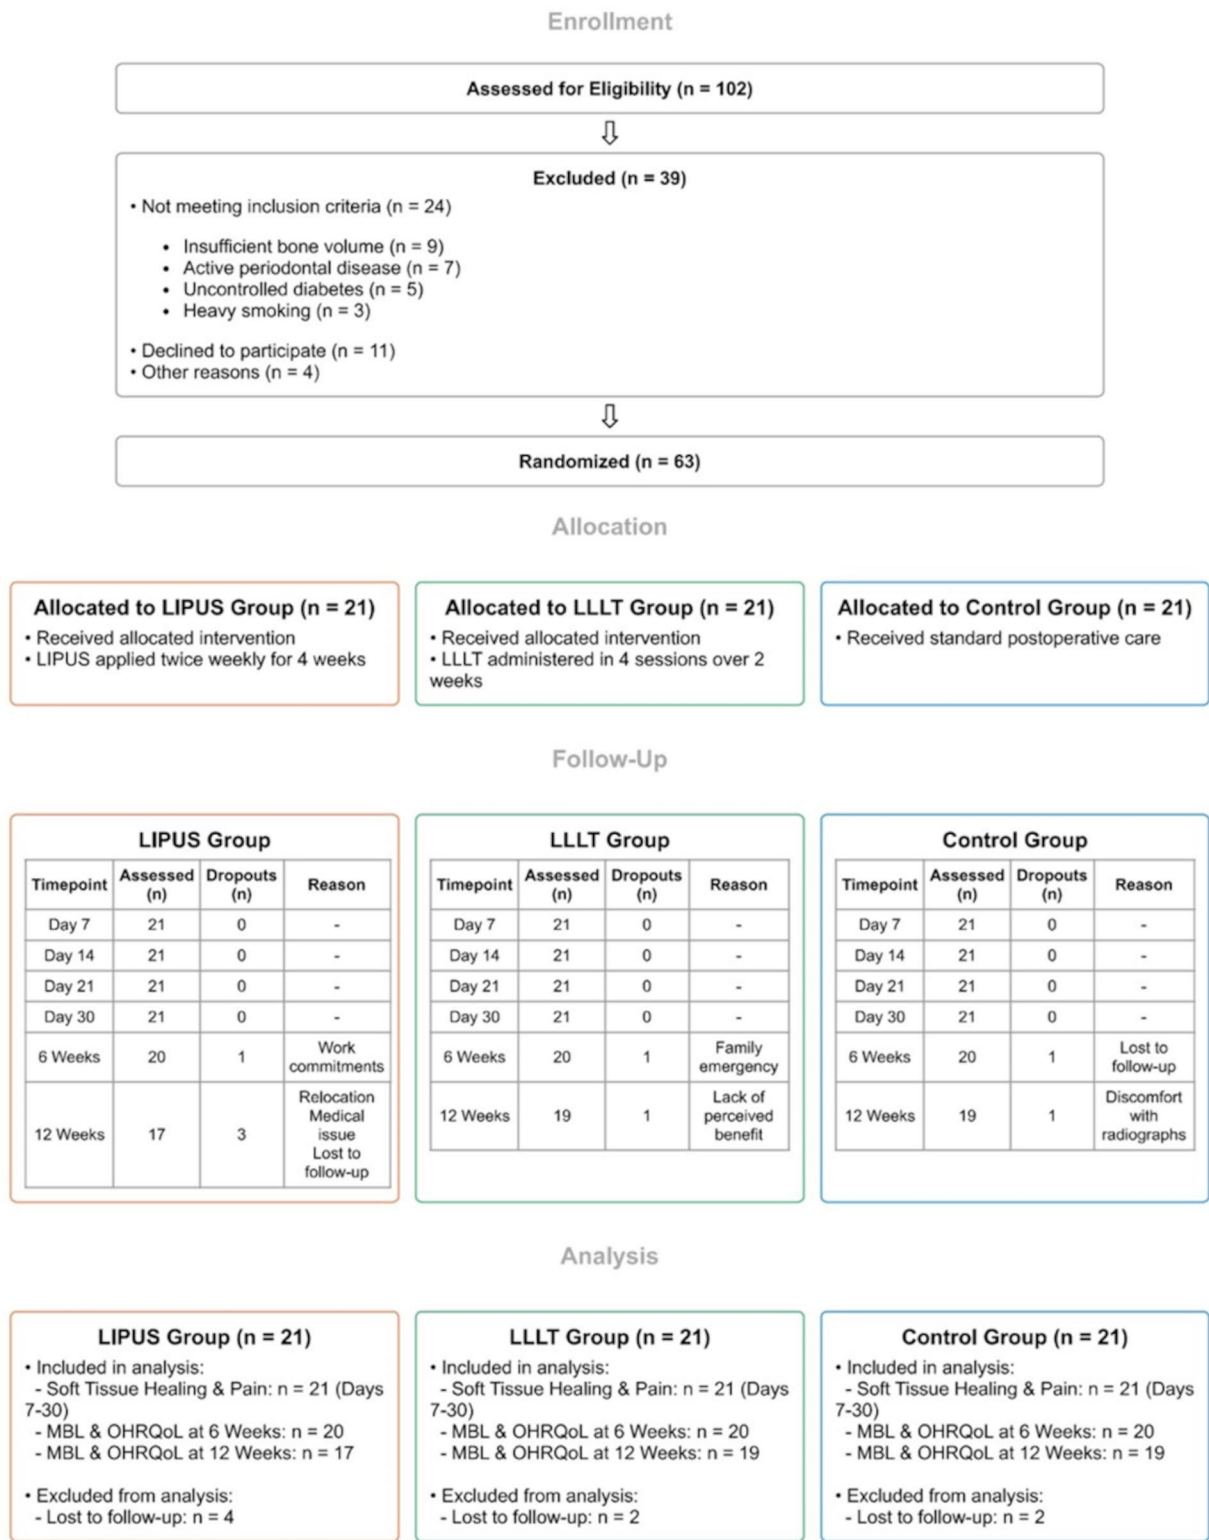 Enrollment
Assessed for Eligibility (n = 102)
Excluded (n = 39)
• Not meeting inclusion criteria (n = 24)
• Insufficient bone volume (n = 9)
• Active periodontal disease (n = 7)
• Uncontrolled diabetes (n = 5)
• Heavy smoking (n = 3)
• Declined to participate (n = 11)
• Other reasons (n = 4)
Randomized (n = 63)
Allocation
Allocated to LIPUS Group (n = 21)
• Received allocated intervention
• LIPUS applied twice weekly for 4 weeks
Allocated to LLLT Group (n = 21)
• Received allocated intervention
• LLLT administered in 4 sessions over 2
weeks
Allocated to Control Group (n = 21)
• Received standard postoperative care
Follow-Up
LIPUS Group
Timepoint Assessed (n) Dropouts (n) Reason
Day 7 21 0 -
Day 14 21 0 -
Day 21 21 0 -
Day 30 21 0 -
6 Weeks 20 1 Work commitments
12 Weeks 17 3 Relocation Medical issue Lost to follow-up
LLLT Group
Timepoint Assessed (n) Dropouts (n) Reason
Day 7 21 0 -
Day 14 21 0 -
Day 21 21 0 -
Day 30 21 0 -
6 Weeks 20 1 Family emergency
12 Weeks 19 1 Lack of perceived benefit
Control Group
Timepoint Assessed (n) Dropouts (n) Reason
Day 7 21 0 -
Day 14 21 0 -
Day 21 21 0 -
Day 30 21 0 -
6 Weeks 20 1 Lost to follow-up
12 Weeks 19 1 Discomfort with radiographs
Analysis
LIPUS Group (n = 21)
• Included in analysis:
- Soft Tissue Healing & Pain: n = 21 (Days
7-30)
- MBL & OHRQoL at 6 Weeks: n = 20
- MBL & OHRQoL at 12 Weeks: n = 17
• Excluded from analysis:
- Lost to follow-up: n = 4
LLLT Group (n = 21)
• Included in analysis:
- Soft Tissue Healing & Pain: n = 21 (Days
7-30)
- MBL & OHRQoL at 6 Weeks: n = 20
- MBL & OHRQoL at 12 Weeks: n = 19
• Excluded from analysis:
- Lost to follow-up: n = 2
Control Group (n = 21)
• Included in analysis:
- Soft Tissue Healing & Pain: n = 21 (Days
7-30)
- MBL & OHRQoL at 6 Weeks: n = 20
- MBL & OHRQoL at 12 Weeks: n = 19
• Excluded from analysis:
- Lost to follow-up: n = 2